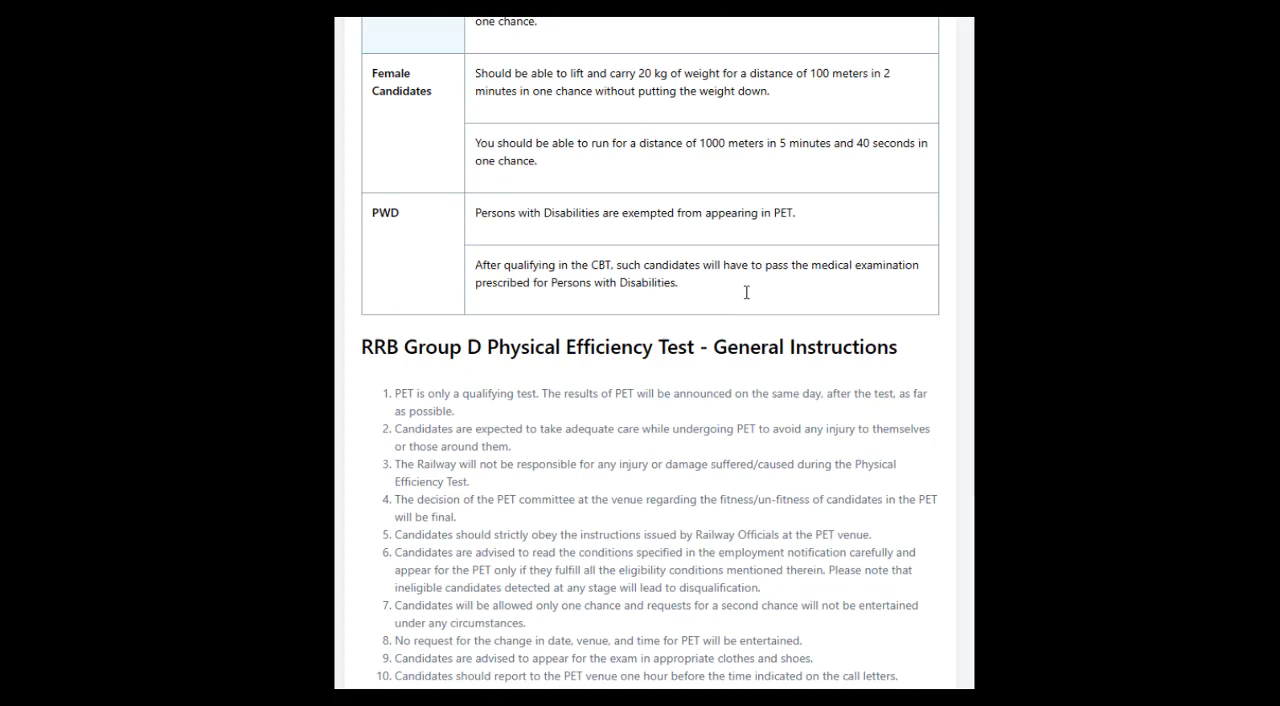 one chance.
Female
Candidates
Should be able to lift and carry 20 kg of weight for a distance of 100 meters in 2
minutes in one chance without putting the weight down.
You should be able to run for a distance of 1000 meters in 5 minutes and 40 seconds in
one chance.
PWD
Persons with Disabilities are exempted from appearing in PET.
After qualifying in the CBT, such candidates will have to pass the medical examination
prescribed for Persons with Disabilities.
RRB Group D Physical Efficiency Test - General Instructions
1. PET is only a qualifying test. The results of PET will be announced on the same day, after the test, as far
as possible.
2. Candidates are expected to take adequate care while undergoing PET to avoid any injury to themselves
or those around them.
3. The Railway will not be responsible for any injury or damage suffered/caused during the Physical
Efficiency Test.
4. The decision of the PET committee at the venue regarding the fitness/un-fitness of candidates in the PET
will be final.
5. Candidates should strictly obey the instructions issued by Railway Officials at the PET venue.
6. Candidates are advised to read the conditions specified in the employment notification carefully and
appear for the PET only if they fulfill all the eligibility conditions mentioned therein. Please note that
ineligible candidates detected at any stage will lead to disqualification.
7. Candidates will be allowed only one chance and requests for a second chance will not be entertained
under any circumstances.
8. No request for the change in date, venue, and time for PET will be entertained.
9. Candidates are advised to appear for the exam in appropriate clothes and shoes.
10. Candidates should report to the PET venue one hour before the time indicated on the call letters.